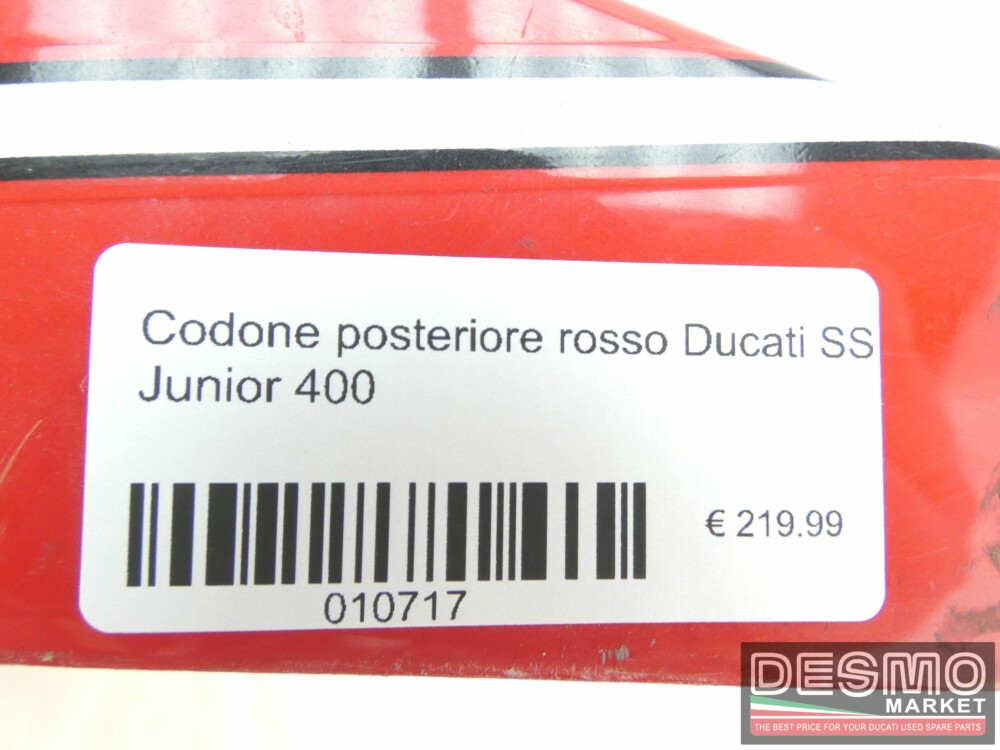 Codone posteriore rosso Ducati SS
Junior 400
€ 219.99
010717
DESMO
MARKET
THE BEST PRICE FOR YOUR DUCATI USED SPARE PARTS